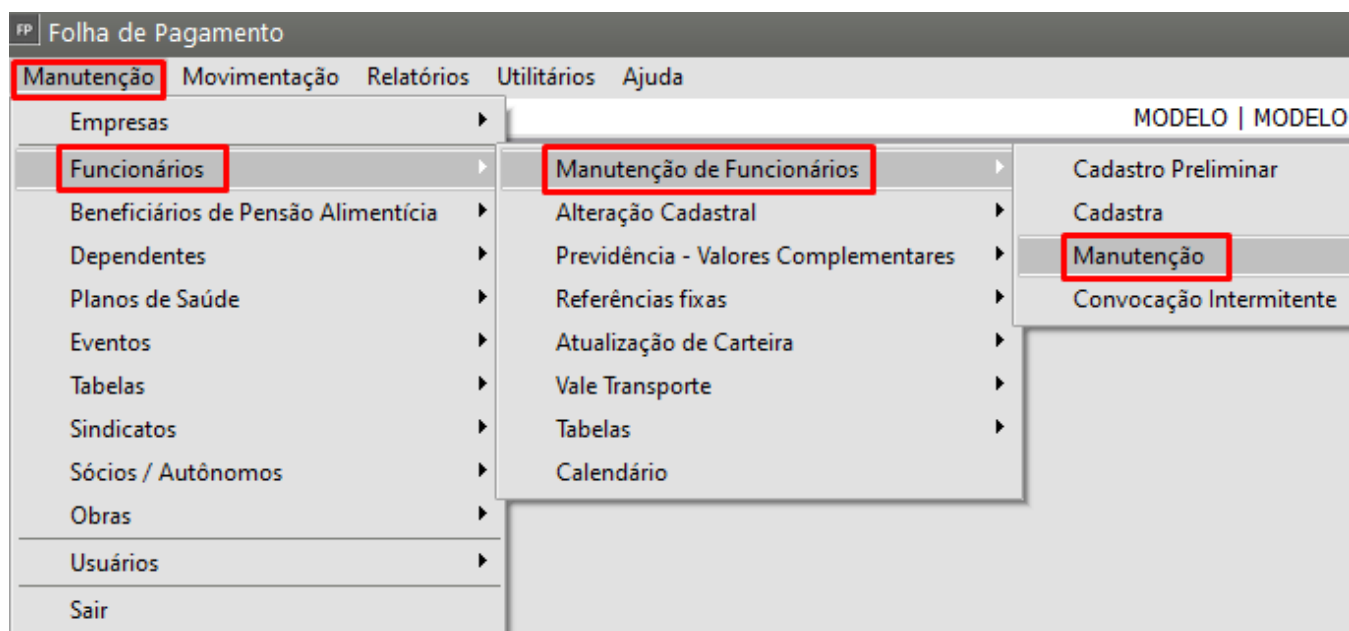 FP Folha de Pagamento
Manutenção Movimentação Relatórios Utilitários Ajuda
MODELO | MODELO
Empresas
Funcionários
Beneficiários de Pensão Alimentícia
Dependentes
Planos de Saúde
Eventos
Tabelas
Sindicatos
Sócios / Autônomos
Obras
Usuários
Sair
Manutenção de Funcionários
Alteração Cadastral
Previdência - Valores Complementares
Referências fixas
Atualização de Carteira
Vale Transporte
Tabelas
Calendário
Cadastro Preliminar
Cadastra
Manutenção
Convocação Intermitente